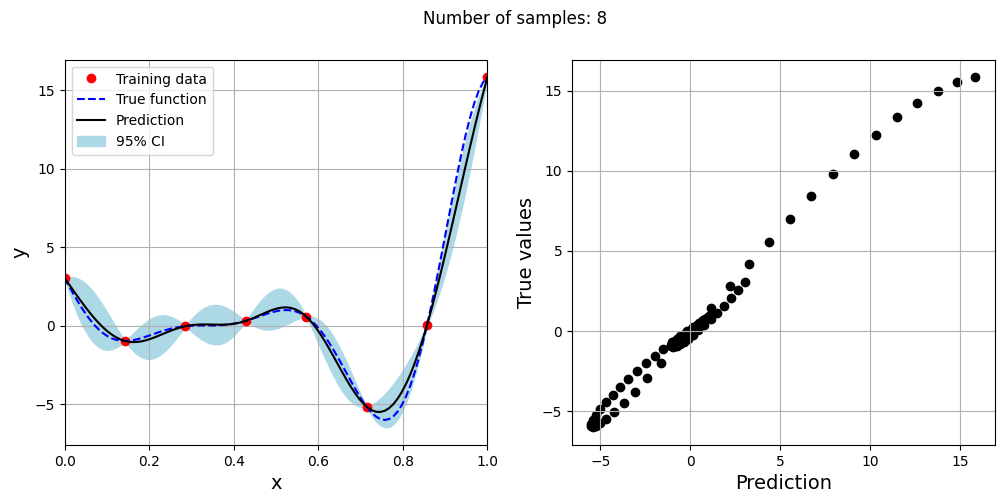 Number of samples: 8
Training data
True function
Prediction
95% CI
15
10
5
0
−5
y
0.0 0.2 0.4 0.6 0.8 1.0
x
15
10
5
0
−5
True values
−5 0 5 10 15
Prediction